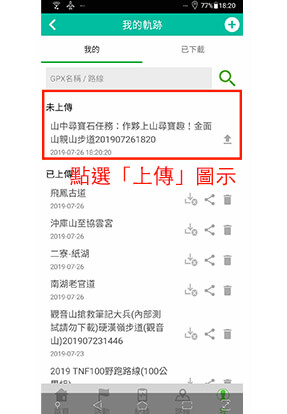 77% 18:20
我的軌跡
我的
已下載
GPX名稱 / 路線
未上傳
山中尋寶石任務：作夥上山尋寶趣！金面
山親山步道201907261820
2019-07-26 18:20:20
已上傳
點選「上傳」圖示
飛鳳古道
2019-07-26
沖庫山至協雲宮
2019-07-26
二寮-紙湖
2019-07-26
南湖老官道
2019-07-26
觀音山搶救筆記大兵(內部測
試請勿下載)硬漢嶺步道(觀音
山)201907231446
2019-07-23
2019 TNF100野跑路線(100公